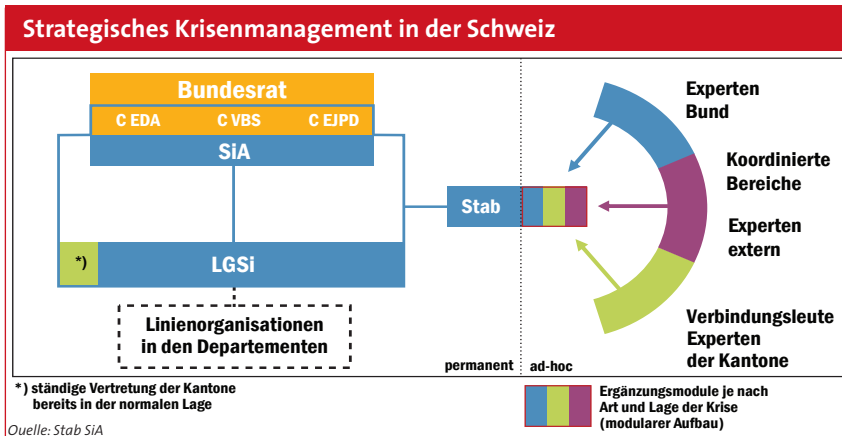 Strategisches Krisenmanagement in der Schweiz
Bundesrat
C EDA C VBS C EJPD
SiA
*)
LGSi
Linienorganisationen
in den Departementen
Stab
Experten
Bund
Koordinierte
Bereiche
Experten
extern
Verbindungsleute
Experten
der Kantone
permanent ad-hoc
*) ständige Vertretung der Kantone
bereits in der normalen Lage
Ergänzungsmodule je nach
Art und Lage der Krise
(modularer Aufbau)
Quelle: Stab SiA